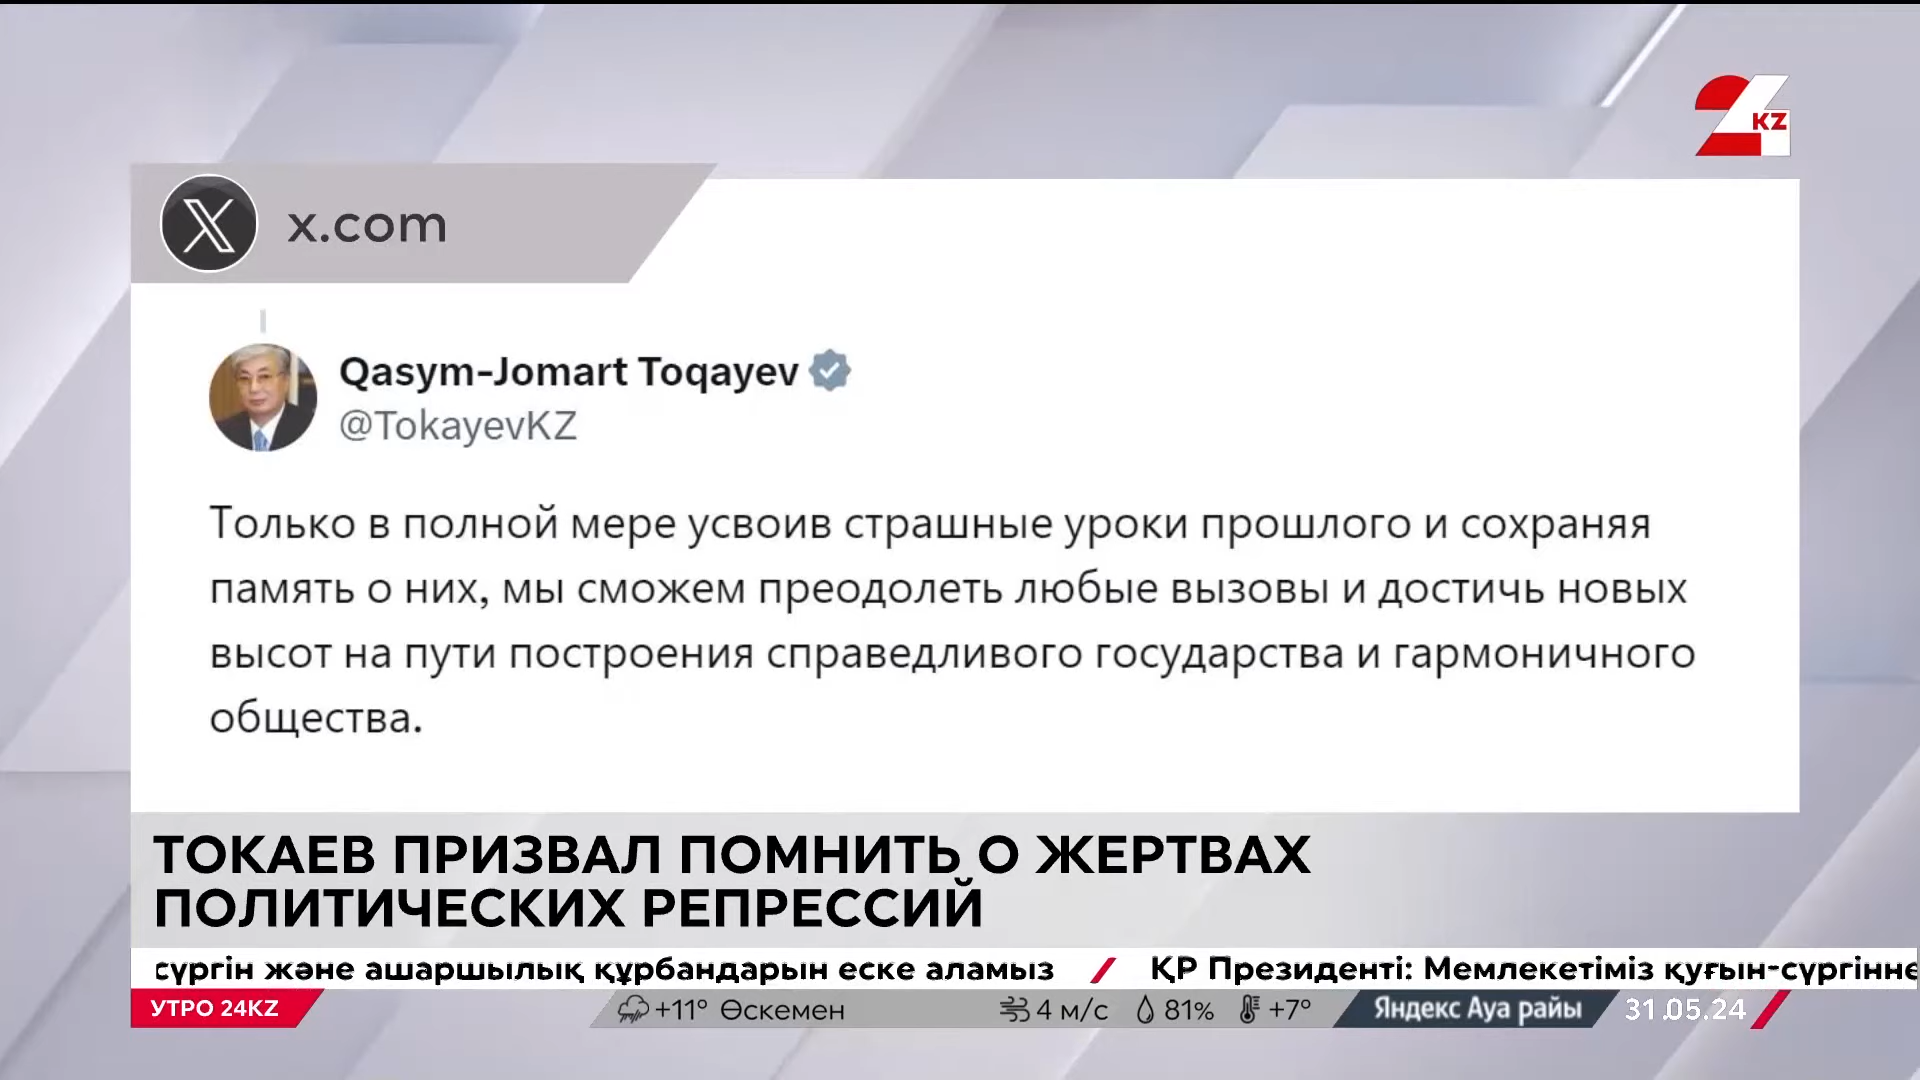 24 KZ
x.com
Qasym-Jomart Toqayev
@TokayevKZ
Только в полной мере усвоив страшные уроки прошлого и сохраняя
память о них, мы сможем преодолеть любые вызовы и достичь новых
высот на пути построения справедливого государства и гармоничного
общества.
ТОКАЕВ ПРИЗВАЛ ПОМНИТЬ О ЖЕРТВАХ
ПОЛИТИЧЕСКИХ РЕПРЕССИЙ
сүргін және ашаршылық құрбандарын еске аламыз / ҚР Президенті: Мемлекетіміз қуғын-сүргінне
УТРО 24KZ +11° Өскемен 4 м/с 81% +7° Яндекс Ауа райы 31.05.24